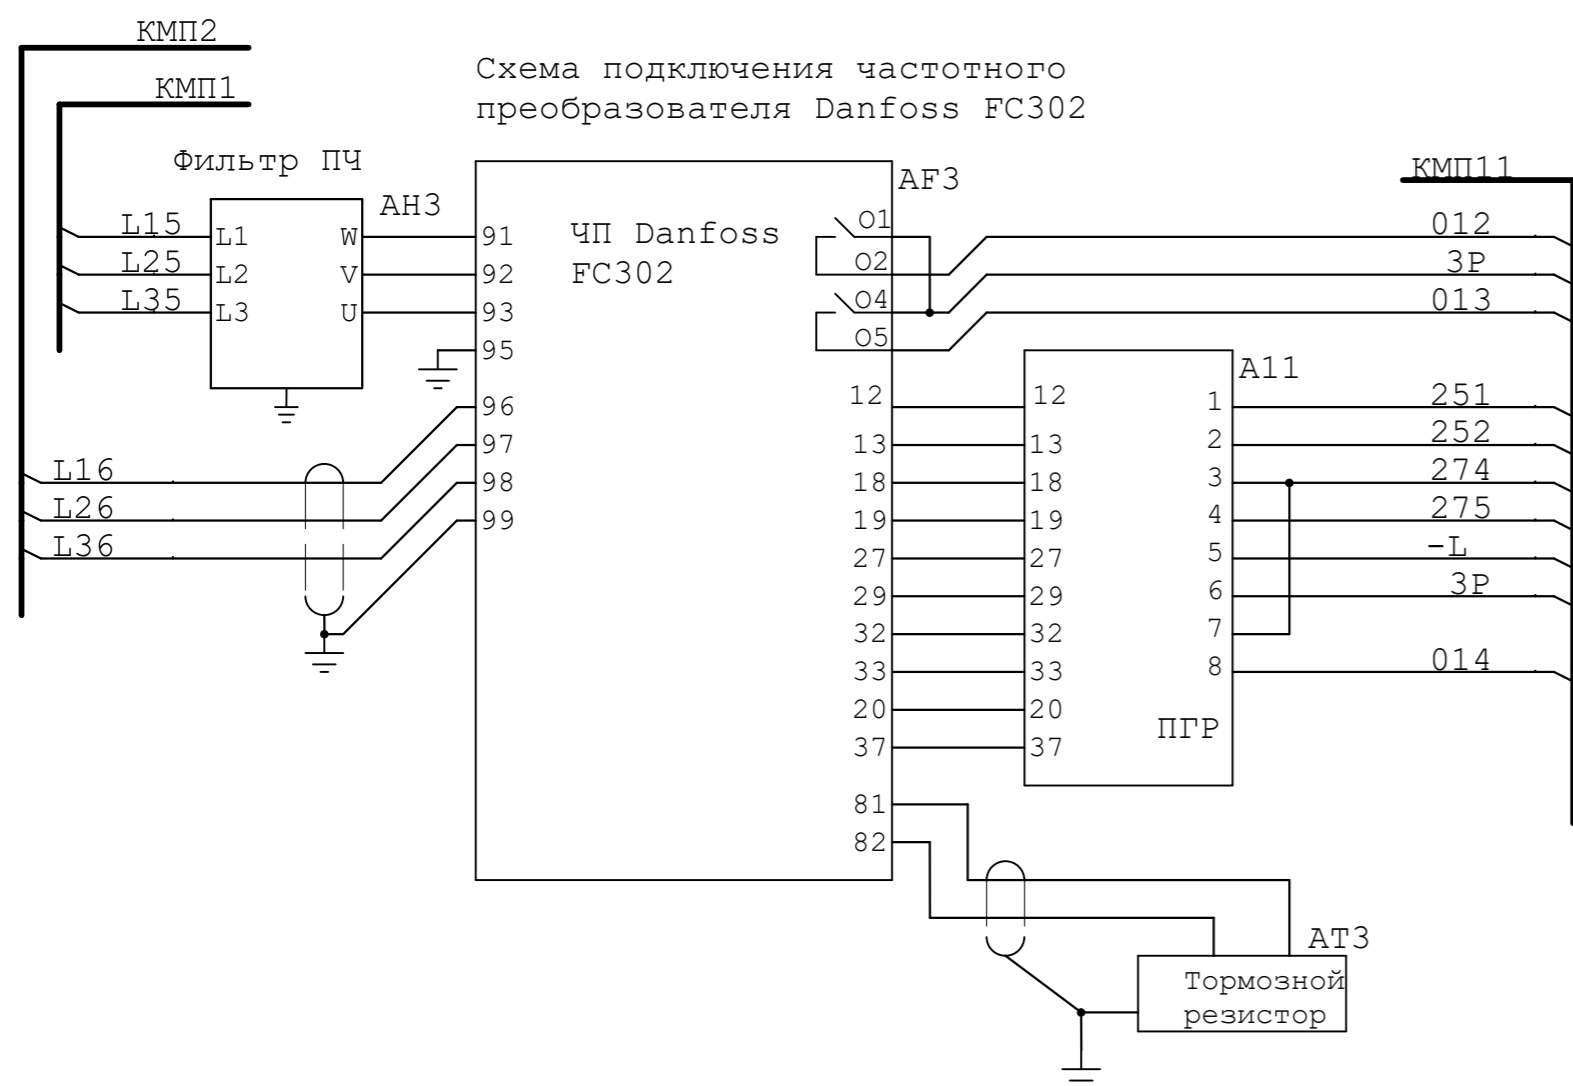 КМП2
КМП1
Схема подключения частотного
преобразователя Danfoss FC302
Фильтр ПЧ
КМП11
AH3
AF3
L15
L25
L35
L1
L2
L3
W
V
U
91
92
93
95
96
97
98
99
ЧП Danfoss
FC302
O1
O2
O4
O5
012
3P
013
L16
L26
L36
12
13
18
19
27
29
32
33
20
37
81
82
A11
12
13
18
19
27
29
32
33
20
37
1
2
3
4
5
6
7
8
ПГР
251
252
274
275
-L
3P
014
AT3
Тормозной
резистор